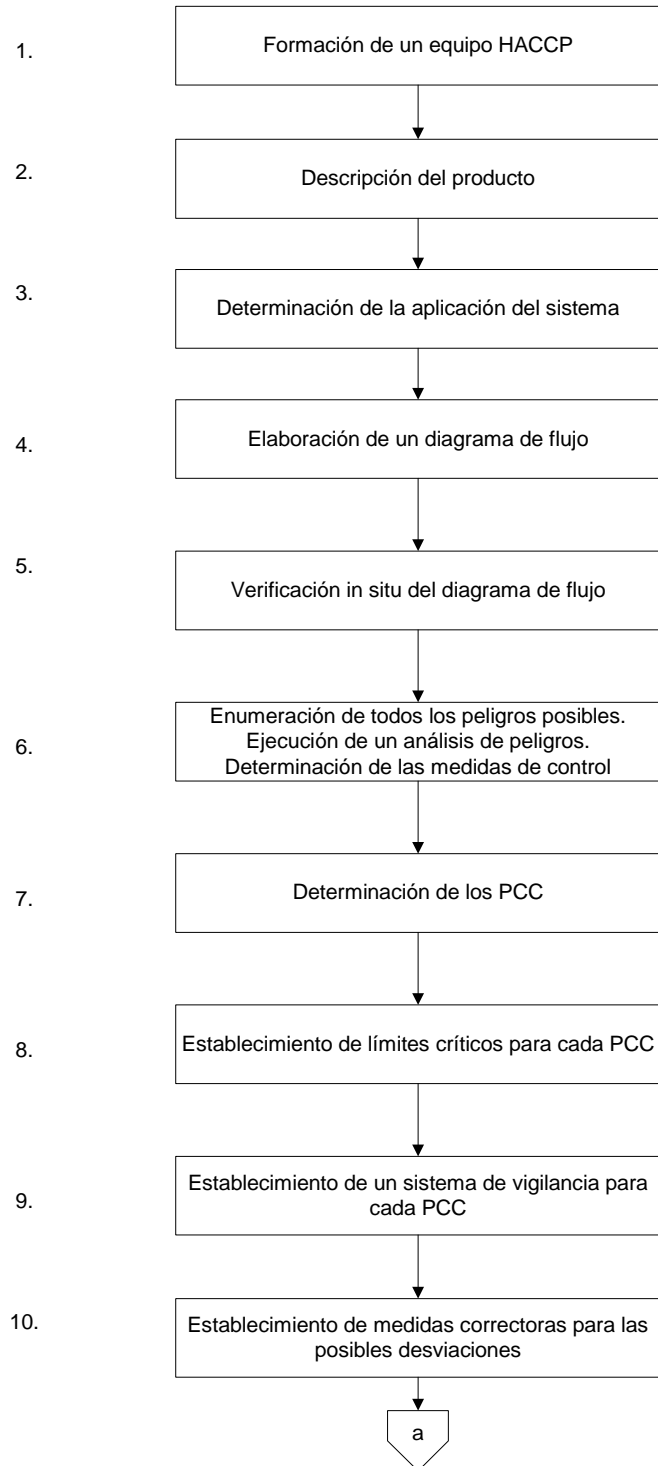 1.
Formación de un equipo HACCP
2.
Descripción del producto
3.
Determinación de la aplicación del sistema
4.
Elaboración de un diagrama de flujo
5.
Verificación in situ del diagrama de flujo
6.
Enumeración de todos los peligros posibles.
Ejecución de un análisis de peligros.
Determinación de las medidas de control
7.
Determinación de los PCC
8.
Establecimiento de límites críticos para cada PCC
9.
Establecimiento de un sistema de vigilancia para
cada PCC
10.
Establecimiento de medidas correctoras para las
posibles desviaciones
a